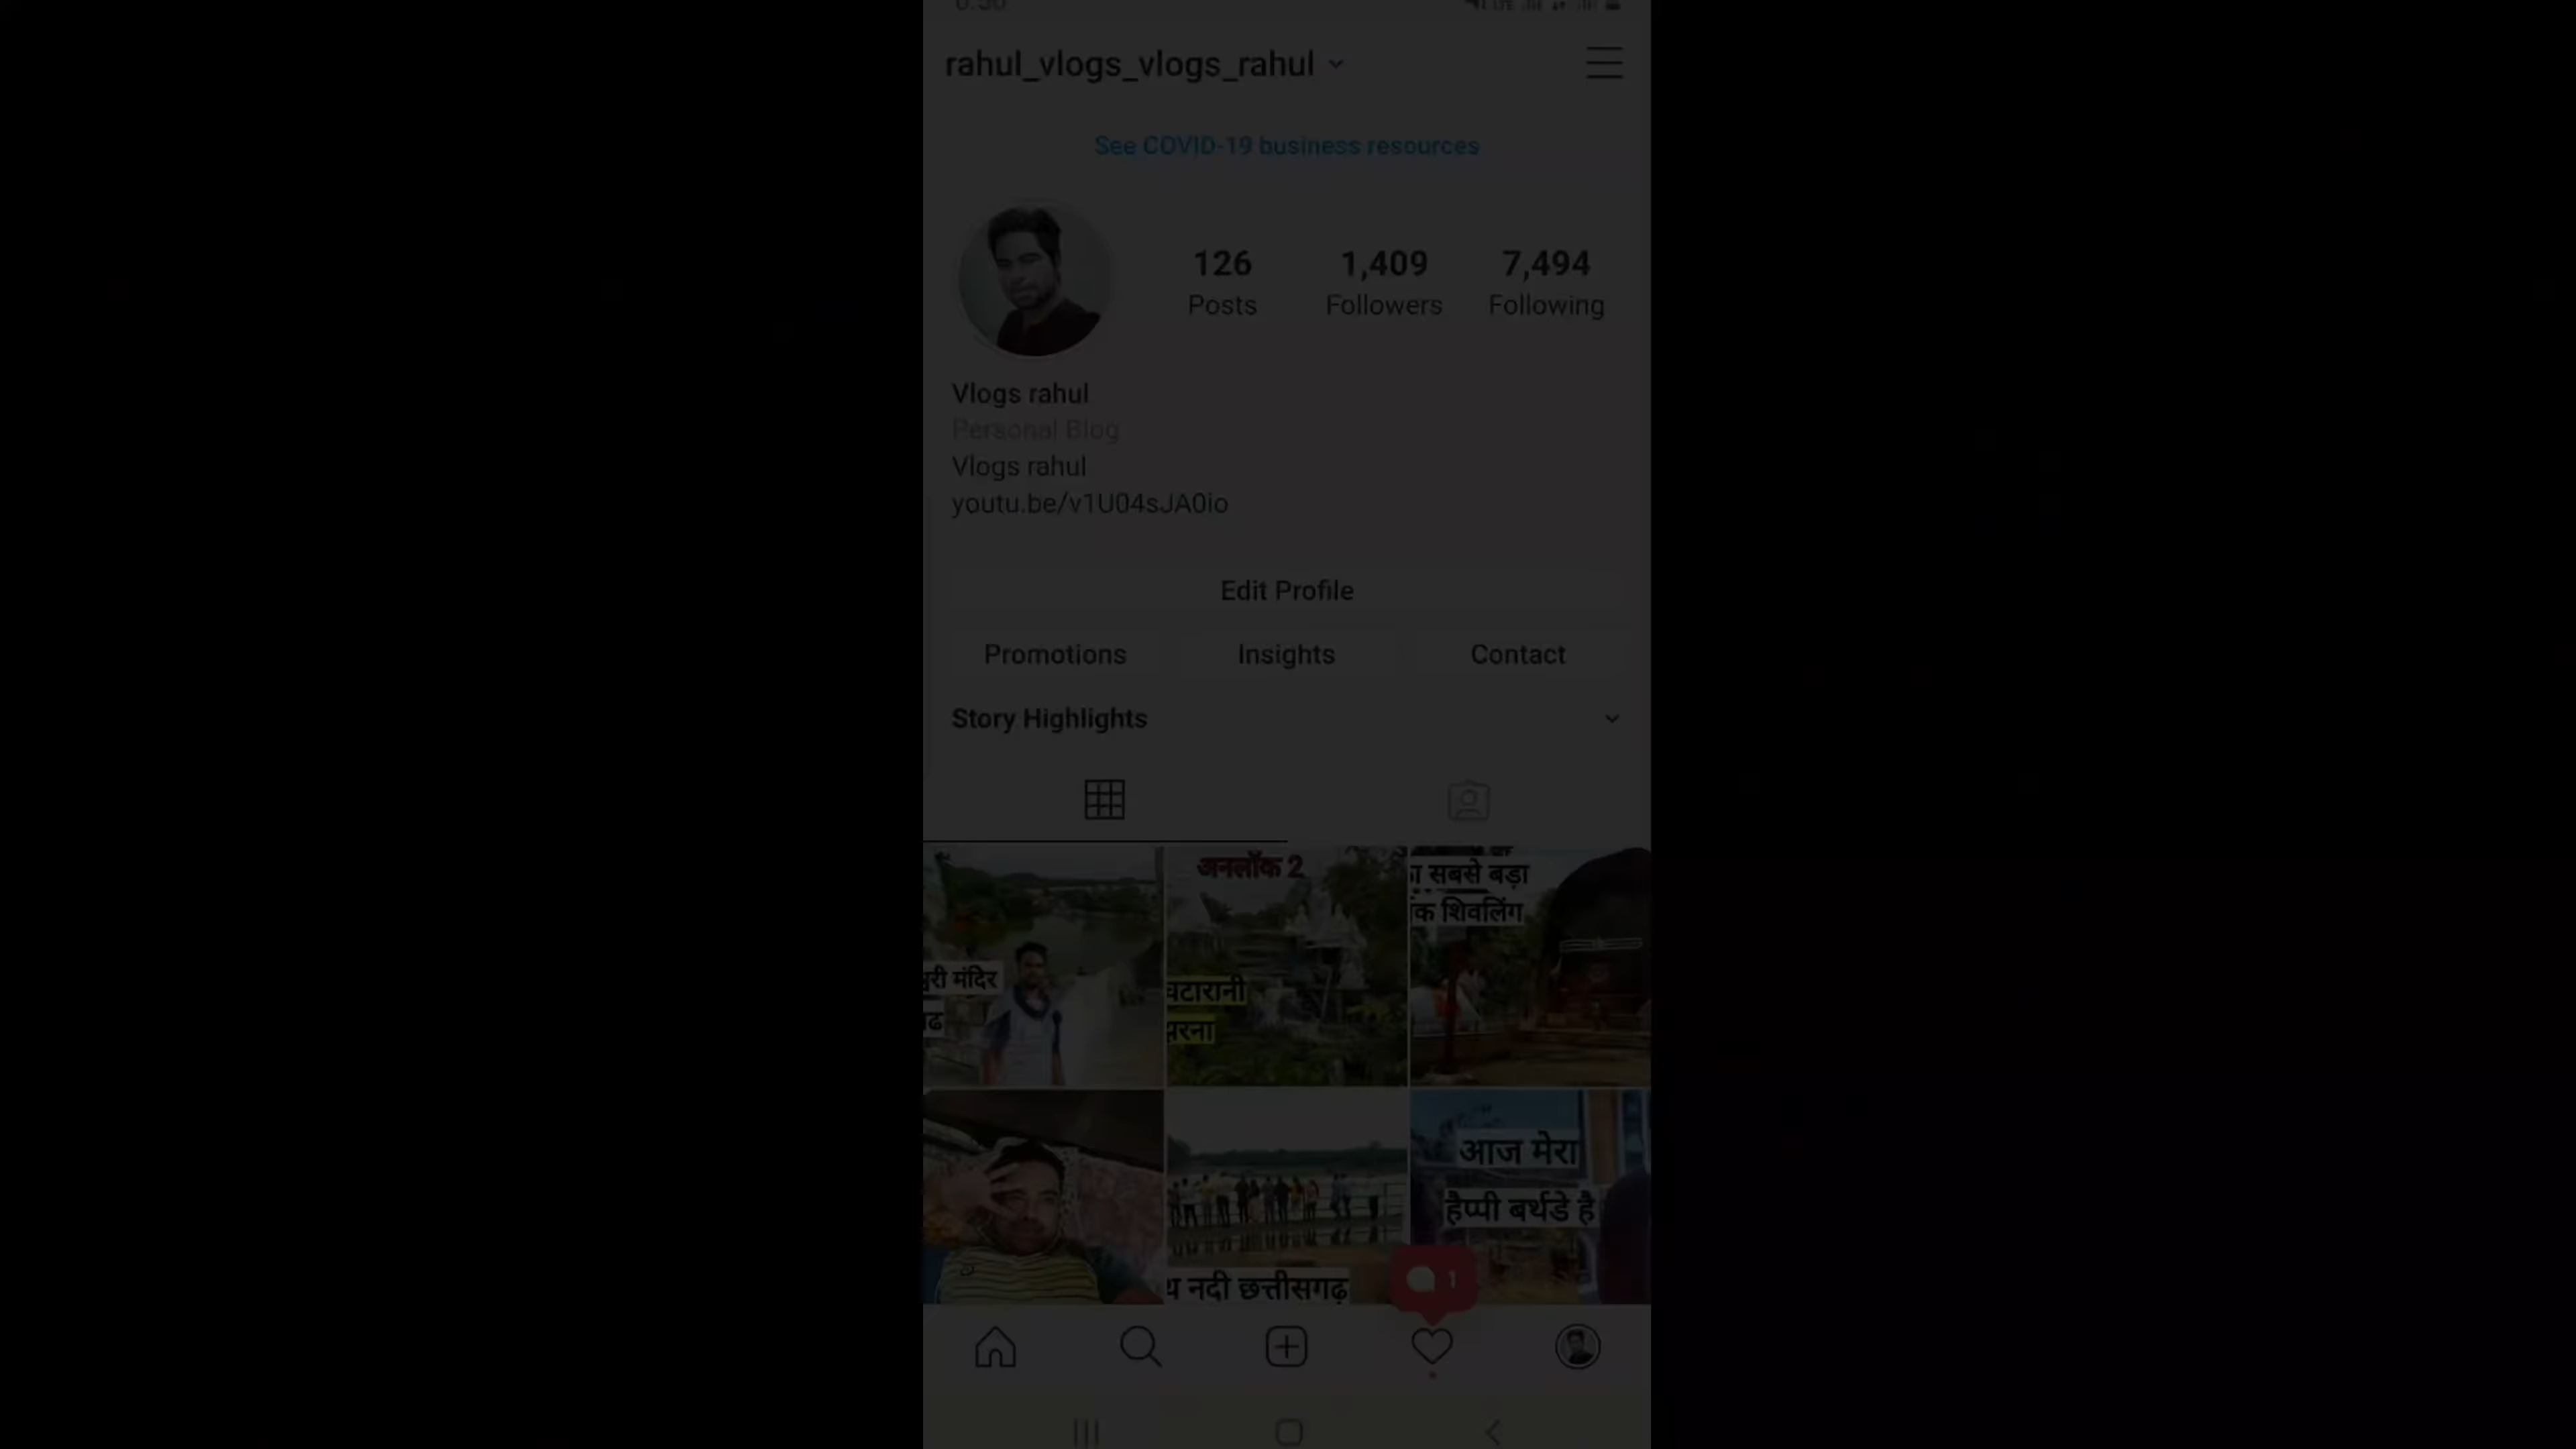 rahul_vlogs_vlogs_rahul
See COVID-19 business resources
126
1,409
7,494
Posts
Followers
Following
Vlogs rahul
Personal Blog
Vlogs rahul
youtu.be/v1U04sJA0io
Edit Profile
Promotions
Insights
Contact
Story Highlights
अनलॉक 2
सबसे बड़ा
शिवलिंग
मंदिर
आज मेरा
हैप्पी बर्थडे है
नदी छत्तीसगढ़
1